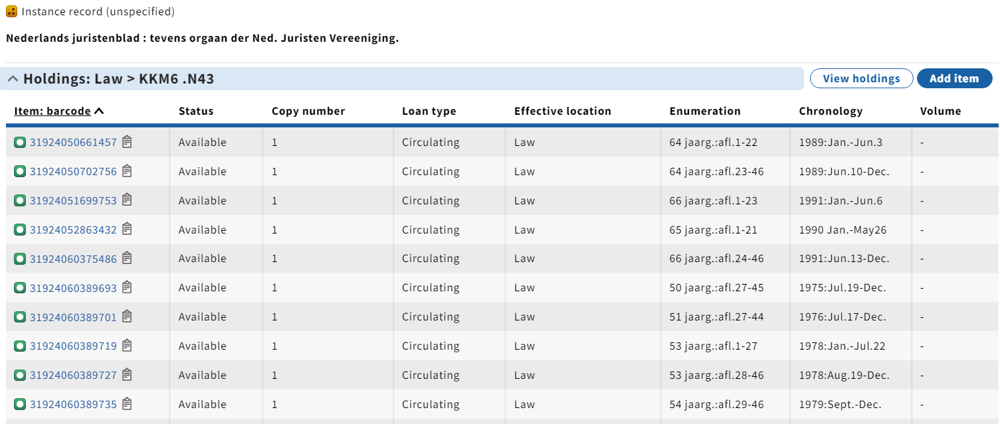 Instance record (unspecified)
Nederlands juristenblad : tevens orgaan der Ned. Juristen Vereeniging.
Holdings: Law > KKM6 .N43 View holdings Add item
Item: barcode Status Copy number Loan type Effective location Enumeration Chronology Volume
31924050661457 Available 1 Circulating Law 64 jaarg.:afl.1-22 1989:Jan.-Jun.3 -
31924050702756 Available 1 Circulating Law 64 jaarg.:afl.23-46 1989:Jun.10-Dec. -
31924051699753 Available 1 Circulating Law 66 jaarg.:afl.1-23 1991:Jan.-Jun.6 -
31924052863432 Available 1 Circulating Law 65 jaarg.:afl.1-21 1990 Jan.-May26 -
31924060375486 Available 1 Circulating Law 66 jaarg.:afl.24-46 1991:Jun.13-Dec. -
31924060389693 Available 1 Circulating Law 50 jaarg.:afl.27-45 1975:Jul.19-Dec. -
31924060389701 Available 1 Circulating Law 51 jaarg.:afl.27-44 1976:Jul.17-Dec. -
31924060389719 Available 1 Circulating Law 53 jaarg.:afl.1-27 1978:Jan.-Jul.22 -
31924060389727 Available 1 Circulating Law 53 jaarg.:afl.28-46 1978:Aug.19-Dec. -
31924060389735 Available 1 Circulating Law 54 jaarg.:afl.29-46 1979:Sept.-Dec. -